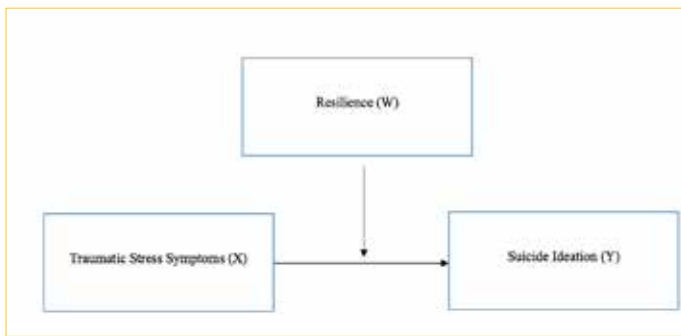 Resilience (W)
Traumatic Stress Symptoms (X)
Suicide Ideation (Y)